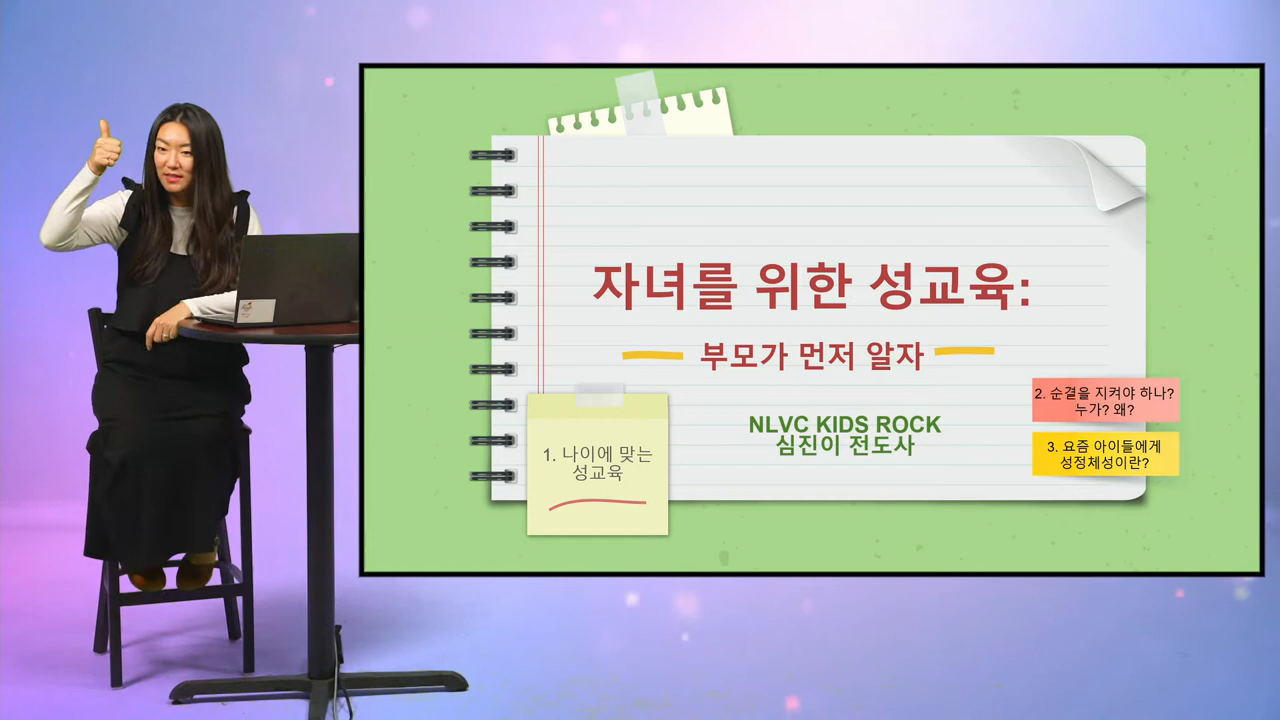 자녀를 위한 성교육:
부모가 먼저 알자
NLVC KIDS ROCK
심진이 전도사
1. 나이에 맞는
성교육
2. 순결을 지켜야 하나?
누가? 왜?
3. 요즘 아이들에게
성정체성이란?